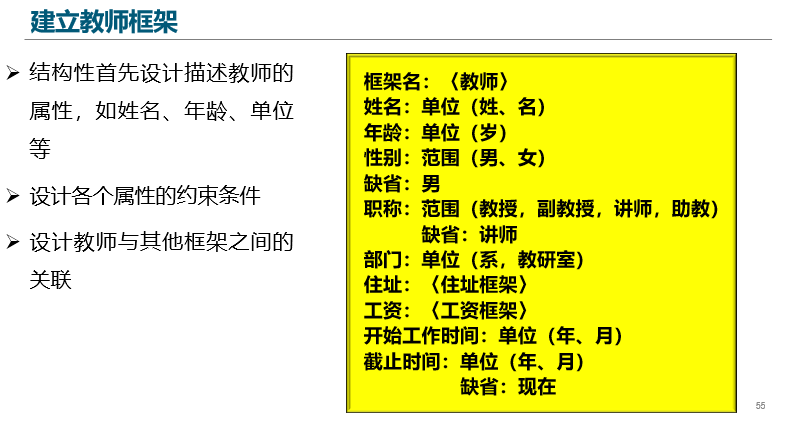 建立教师框架
➢ 结构性首先设计描述教师的
属性，如姓名、年龄、单位
等
➢ 设计各个属性的约束条件
➢ 设计教师与其他框架之间的
关联
框架名：〈教师〉
姓名：单位（姓、名）
年龄：单位（岁）
性别：范围（男、女）
缺省：男
职称：范围（教授，副教授，讲师，助教）
缺省：讲师
部门：单位（系，教研室）
住址：〈住址框架〉
工资：〈工资框架〉
开始工作时间：单位（年、月）
截止时间：单位（年、月）
缺省：现在
55